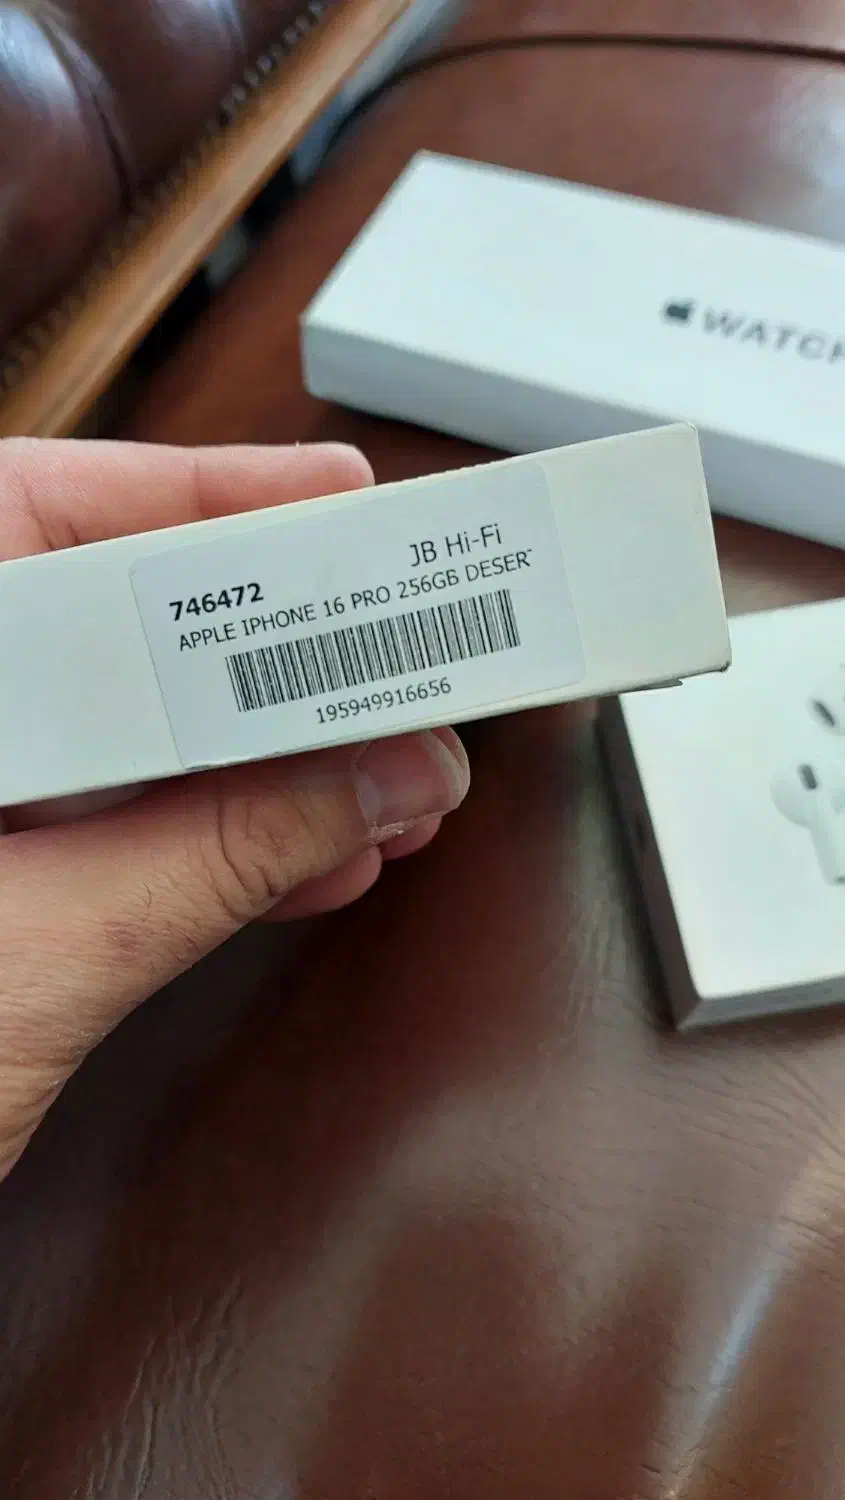 WATCH
JB Hi-Fi
746472
APPLE IPHONE 16 PRO 256GB DESER
195949916656